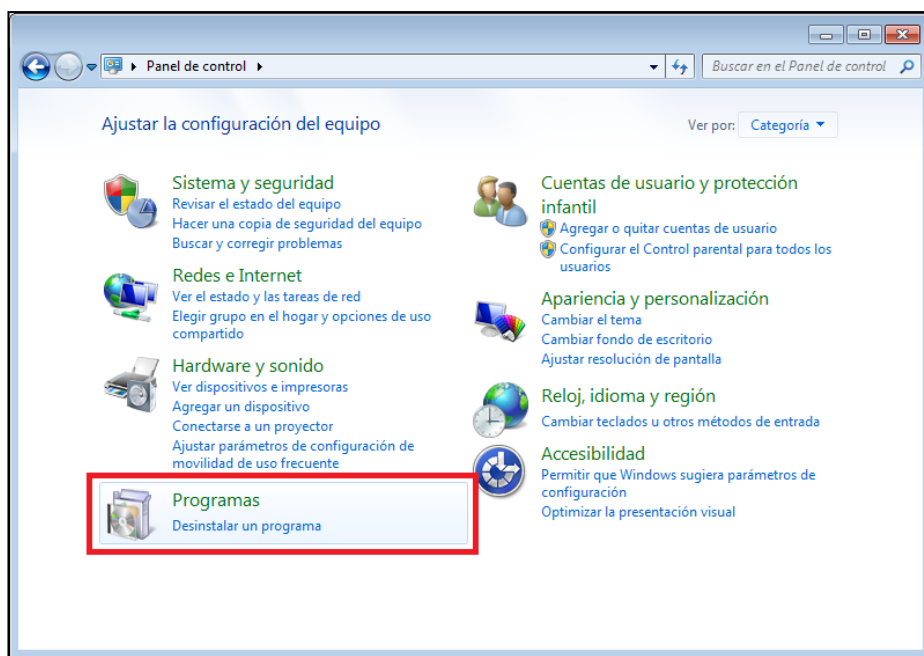 Panel de control
Buscar en el Panel de control
Ajustar la configuración del equipo
Ver por: Categoría
Sistema y seguridad
Revisar el estado del equipo
Hacer una copia de seguridad del equipo
Buscar y corregir problemas
Redes e Internet
Ver el estado y las tareas de red
Elegir grupo en el hogar y opciones de uso
compartido
Hardware y sonido
Ver dispositivos e impresoras
Agregar un dispositivo
Conectarse a un proyector
Ajustar parámetros de configuración de
movilidad de uso frecuente
Programas
Desinstalar un programa
Cuentas de usuario y protección
infantil
Agregar o quitar cuentas de usuario
Configurar el Control parental para todos los
usuarios
Apariencia y personalización
Cambiar el tema
Cambiar fondo de escritorio
Ajustar resolución de pantalla
Reloj, idioma y región
Cambiar teclados u otros métodos de entrada
Accesibilidad
Permitir que Windows sugiera parámetros de
configuración
Optimizar la presentación visual